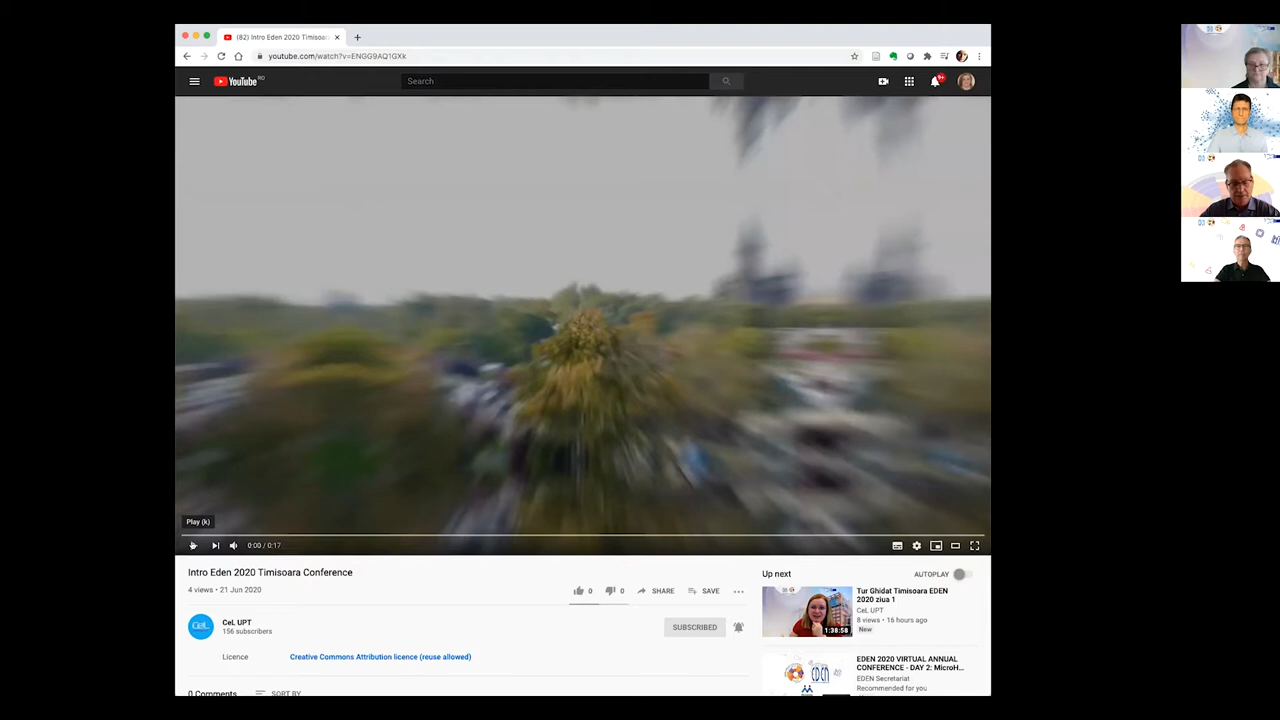 (82) Intro Eden 2020 Timisoara
youtube.com/watch?v=ENGG9AQ1GXk
YouTube RO
Search
9+
Play (k)
0:00 / 0:17
Intro Eden 2020 Timisoara Conference
4 views • 21 Jun 2020
0
0
SHARE
SAVE
CeL
CeL UPT
156 subscribers
SUBSCRIBED
Licence
Creative Commons Attribution licence (reuse allowed)
0 Comments
SORT BY
Up next
AUTOPLAY
1:38:58
Tur Ghidat Timisoara EDEN
2020 ziua 1
CeL UPT
8 views • 16 hours ago
New
EDEN
EDEN 2020 VIRTUAL ANNUAL
CONFERENCE - DAY 2: MicroH...
EDEN Secretariat
Recommended for you